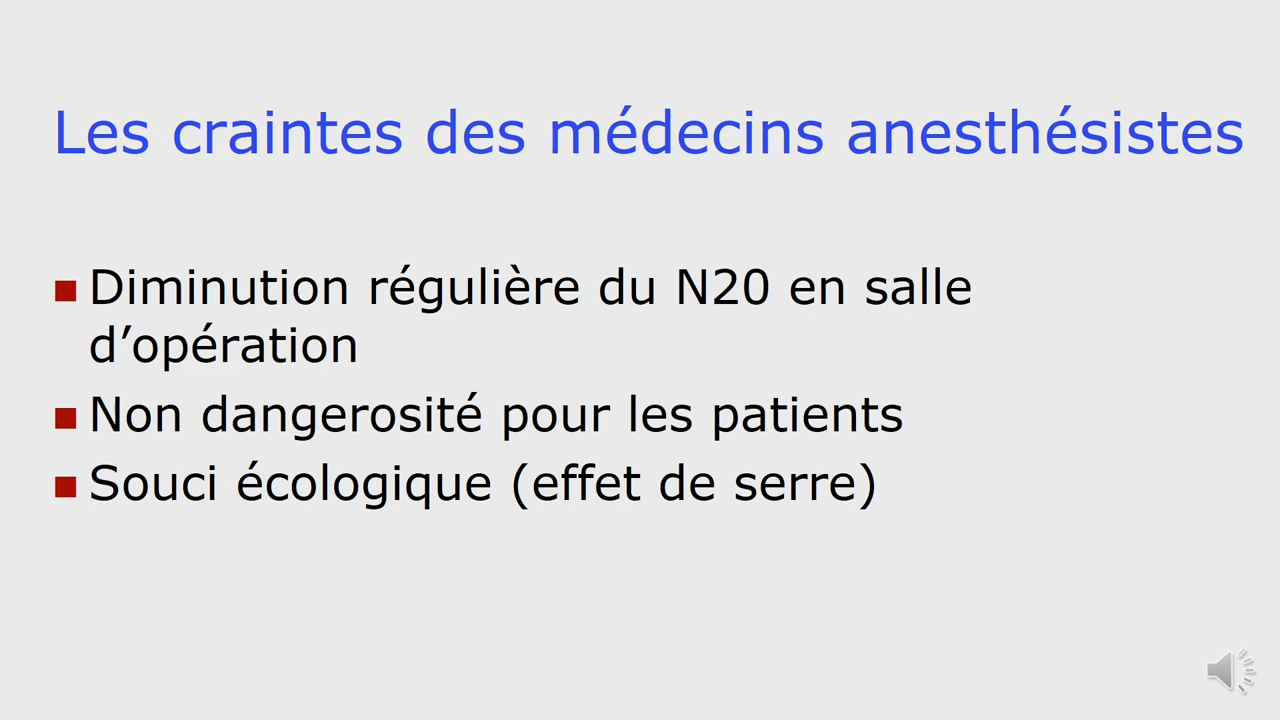 Les craintes des médecins anesthésistes
Diminution régulière du N20 en salle
d’opération
Non dangerosité pour les patients
Souci écologique (effet de serre)